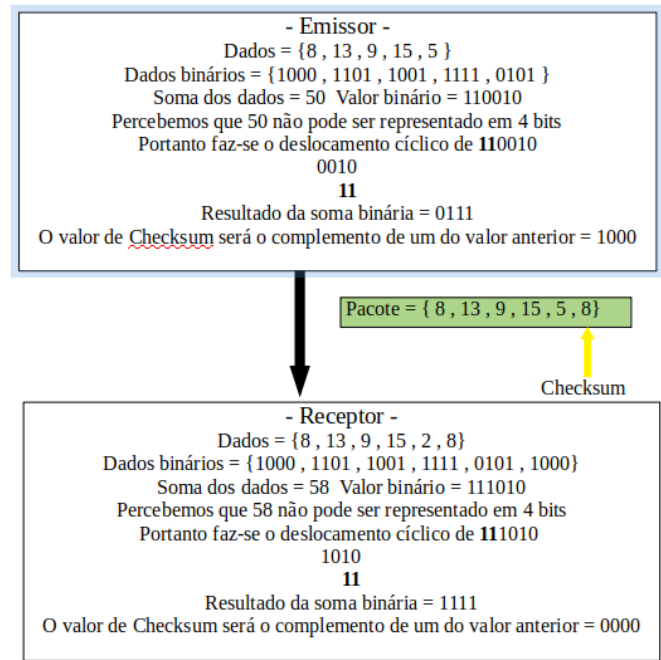 - Emissor -
Dados = {8 , 13 , 9 , 15 , 5 }
Dados binários = {1000 , 1101 , 1001 , 1111 , 0101 }
Soma dos dados = 50 Valor binário = 110010
Percebemos que 50 não pode ser representado em 4 bits
Portanto faz-se o deslocamento cíclico de 110010
0010
11
Resultado da soma binária = 0111
O valor de Checksum será o complemento de um do valor anterior = 1000
Pacote = { 8 , 13 , 9 , 15 , 5 , 8}
Checksum
- Receptor -
Dados = {8 , 13 , 9 , 15 , 2 , 8}
Dados binários = {1000 , 1101 , 1001 , 1111 , 0101 , 1000}
Soma dos dados = 58 Valor binário = 111010
Percebemos que 58 não pode ser representado em 4 bits
Portanto faz-se o deslocamento cíclico de 111010
1010
11
Resultado da soma binária = 1111
O valor de Checksum será o complemento de um do valor anterior = 0000